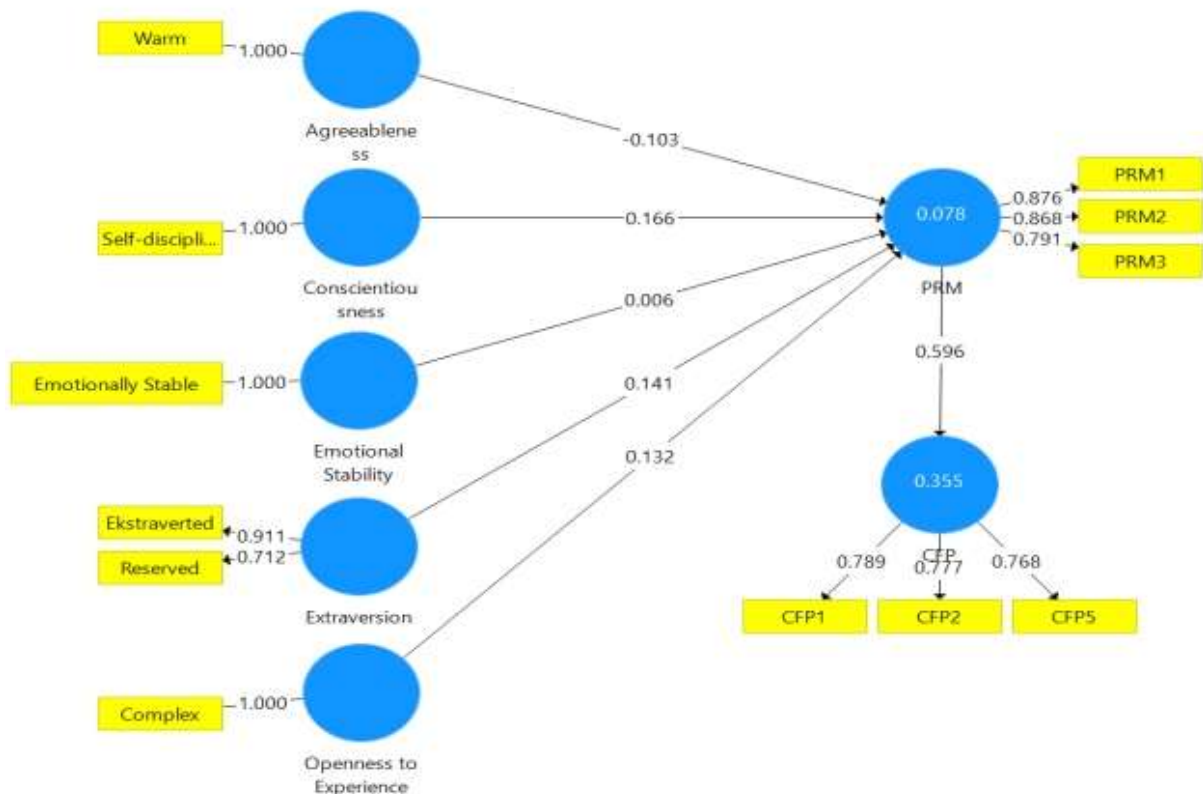 Warm
1.000
Agreeablene
ss
-0.103
Self-discipli...
1.000
0.166
Conscientiou
sness
Emotionally Stable
1.000
0.006
Emotional
Stability
Ekstraverted
0.911
Reserved
0.712
0.141
Extraversion
Complex
1.000
0.132
Openness to
Experience
0.078
PRM
0.876
PRM1
0.868
PRM2
0.791
PRM3
0.596
0.355
CFP
0.789
0.777
0.768
CFP1
CFP2
CFP5